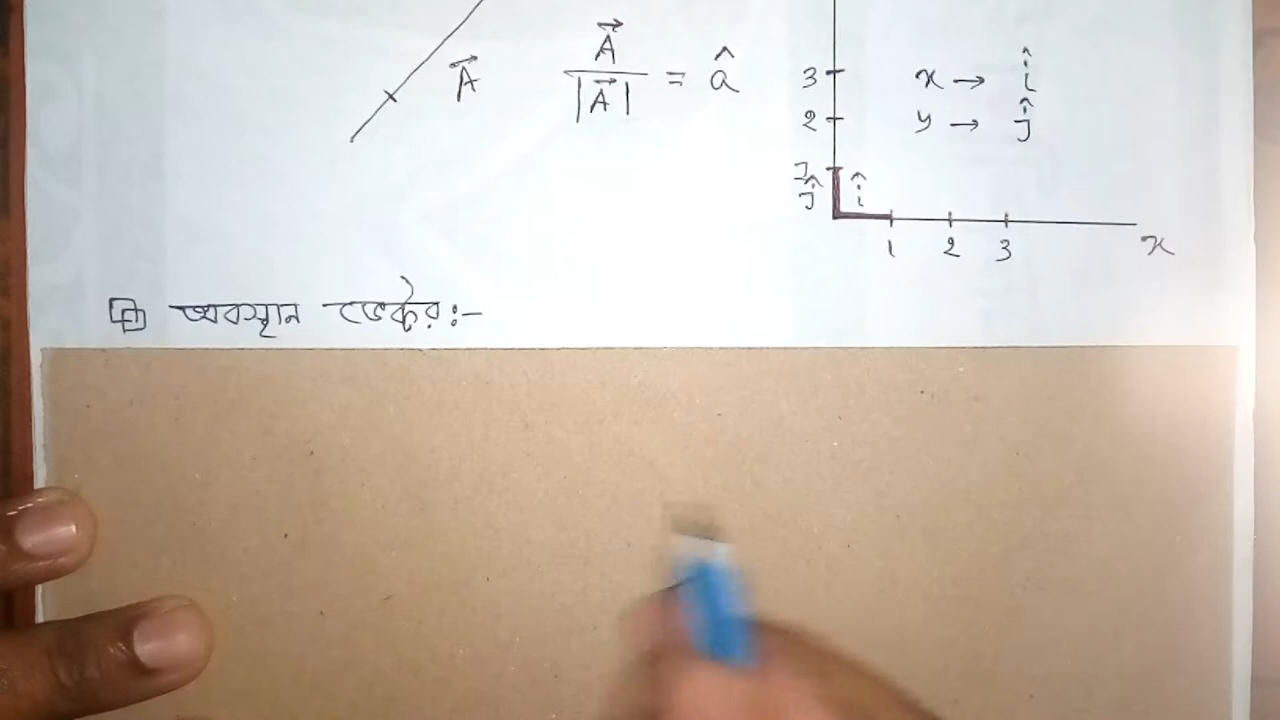 A⃗ A⃗/|A⃗| = â
3 x → î
2 y → ĵ
1
ĵ î
1 2 3 x
অবস্থান ভেক্টর :-